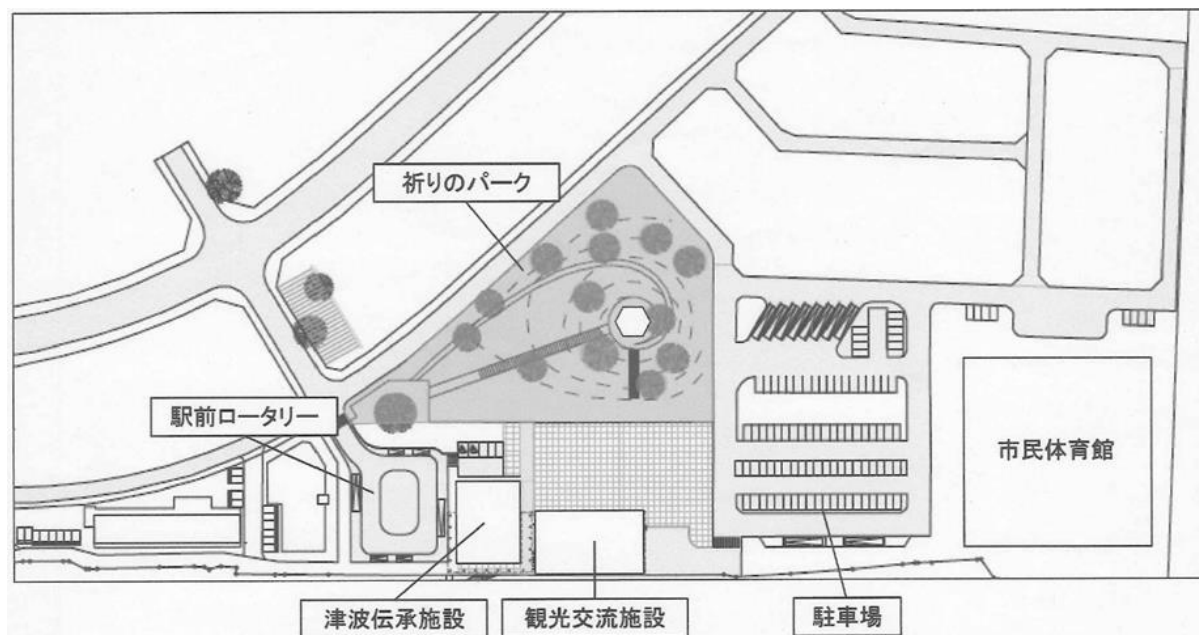 祈りのパーク
駅前ロータリー
市民体育館
津波伝承施設
観光交流施設
駐車場